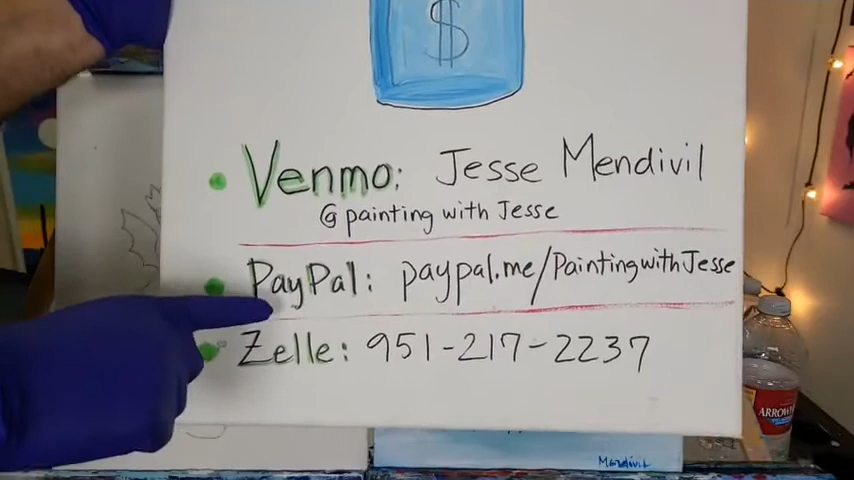 $
Venmo: Jesse Mendivil
@painting with Jesse
PayPal: paypal.me/PaintingwithJesse
Zelle: 951-217-2237
ARROW
Mendivil